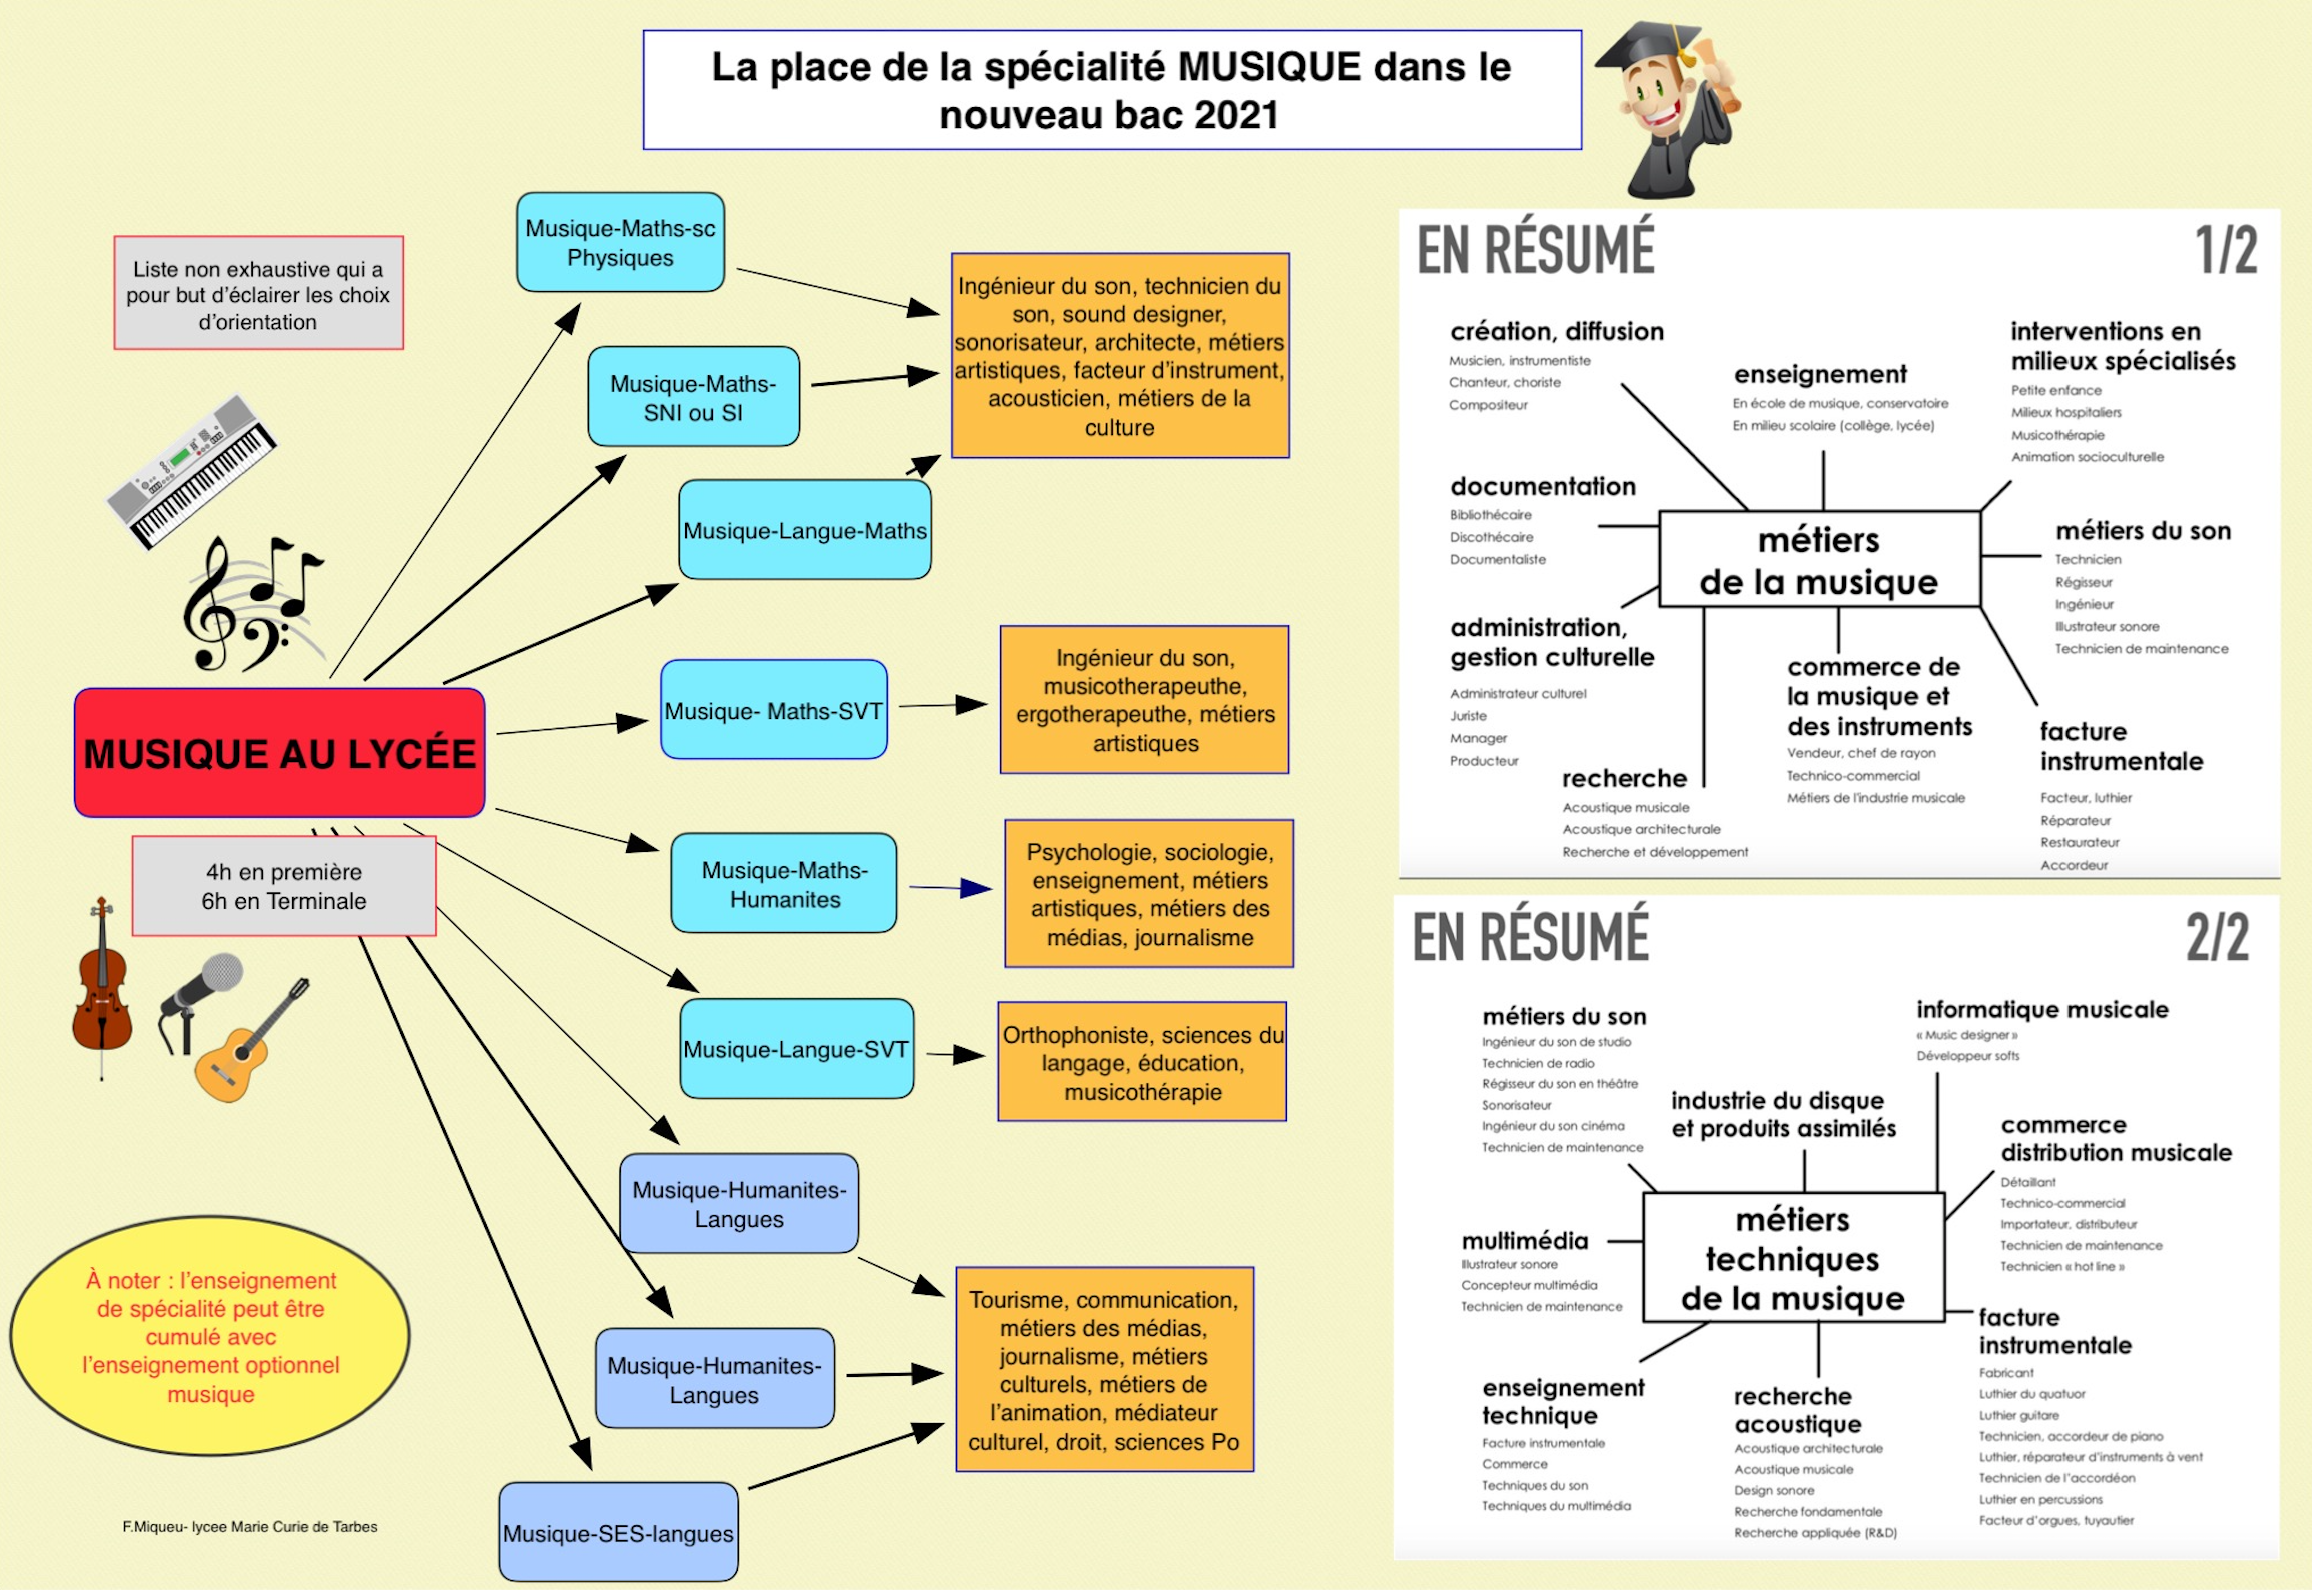 La place de la spécialité MUSIQUE dans le
nouveau bac 2021
Liste non exhaustive qui a
pour but d'éclairer les choix
d'orientation
MUSIQUE AU LYCÉE
4h en première
6h en Terminale
À noter : l'enseignement
de spécialité peut être
cumulé avec
l'enseignement optionnel
musique
F.Miqueu- lycee Marie Curie de Tarbes
Musique-Maths-sc
Physiques
Musique-Maths-
SNI ou SI
Musique-Langue-Maths
Musique- Maths-SVT
Musique-Maths-
Humanites
Musique-Langue-SVT
Musique-Humanites-
Langues
Musique-Humanites-
Langues
Musique-SES-langues
Ingénieur du son, technicien du
son, sound designer,
sonorisateur, architecte, métiers
artistiques, facteur d'instrument,
acousticien, métiers de la
culture
Ingénieur du son,
musicotherapeuthe,
ergotherapeuthe, métiers
artistiques
Psychologie, sociologie,
enseignement, métiers
artistiques, métiers des
médias, journalisme
Orthophoniste, sciences du
langage, éducation,
musicothérapie
Tourisme, communication,
métiers des médias,
journalisme, métiers
culturels, métiers de
l'animation, médiateur
culturel, droit, sciences Po
EN RÉSUMÉ 1/2
création, diffusion
Musicien, instrumentiste
Chanteur, choriste
Compositeur
enseignement
En école de musique, conservatoire
En milieu scolaire (collège, lycée)
interventions en
milieux spécialisés
Petite enfance
Milieux hospitaliers
Musicothérapie
Animation socioculturelle
documentation
Bibliothécaire
Discothécaire
Documentaliste
métiers
de la musique
métiers du son
Technicien
Régisseur
Ingénieur
Illustrateur sonore
Technicien de maintenance
administration,
gestion culturelle
Administrateur culturel
Juriste
Manager
Producteur
recherche
Acoustique musicale
Acoustique architecturale
Recherche et développement
commerce de
la musique et
des instruments
Vendeur, chef de rayon
Technico-commercial
Métiers de l'industrie musicale
facture
instrumentale
Facteur, luthier
Réparateur
Restaurateur
Accordeur
EN RÉSUMÉ 2/2
métiers du son
Ingénieur du son de studio
Technicien de radio
Régisseur du son en théâtre
Sonorisateur
Ingénieur du son cinéma
Technicien de maintenance
industrie du disque
et produits assimilés
informatique musicale
« Music designer »
Développeur softs
commerce
distribution musicale
Détaillant
Technico-commercial
Importateur, distributeur
Technicien de maintenance
Technicien « hot line »
multimédia
Illustrateur sonore
Concepteur multimédia
Technicien de maintenance
métiers
techniques
de la musique
enseignement
technique
Facture instrumentale
Commerce
Techniques du son
Techniques du multimédia
recherche
acoustique
Acoustique architecturale
Acoustique musicale
Design sonore
Recherche fondamentale
Recherche appliquée (R&D)
facture
instrumentale
Fabricant
Luthier du quatuor
Luthier guitare
Technicien, accordeur de piano
Luthier, réparateur d'instruments à vent
Technicien de l'accordéon
Luthier en percussions
Facteur d'orgues, tuyautier